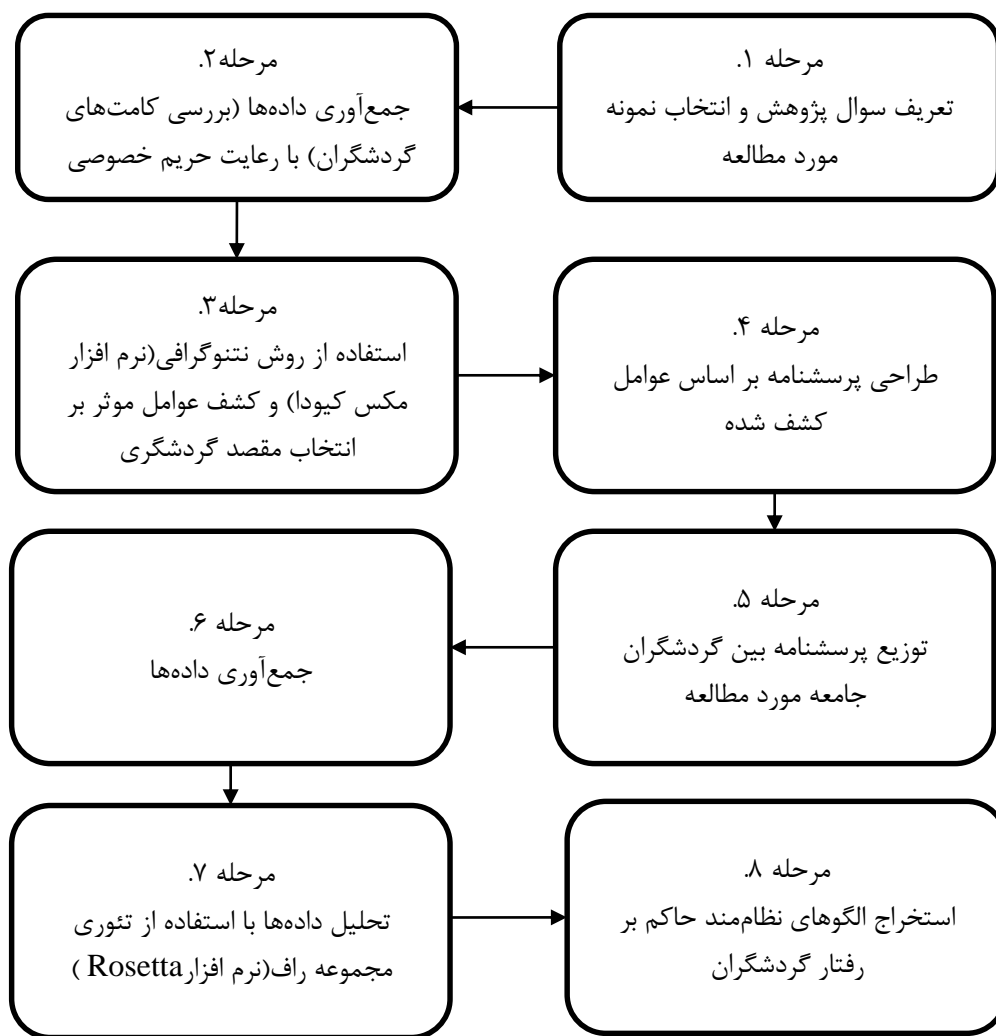 مرحله ۱.
تعریف سوال پژوهش و انتخاب نمونه
مورد مطالعه
مرحله۲.
جمع‌آوری داده‌ها (بررسی کامت‌های
گردشگران) با رعایت حریم خصوصی
مرحله۳.
استفاده از روش نتنوگرافی(نرم افزار
مکس کیودا) و کشف عوامل موثر بر
انتخاب مقصد گردشگری
مرحله ۴.
طراحی پرسشنامه بر اساس عوامل
کشف شده
مرحله ۵.
توزیع پرسشنامه بین گردشگران
جامعه مورد مطالعه
مرحله ۶.
جمع‌آوری داده‌ها
مرحله ۷.
تحلیل داده‌ها با استفاده از تئوری
مجموعه راف(نرم افزارRosetta )
مرحله ۸.
استخراج الگوهای نظام‌مند حاکم بر
رفتار گردشگران